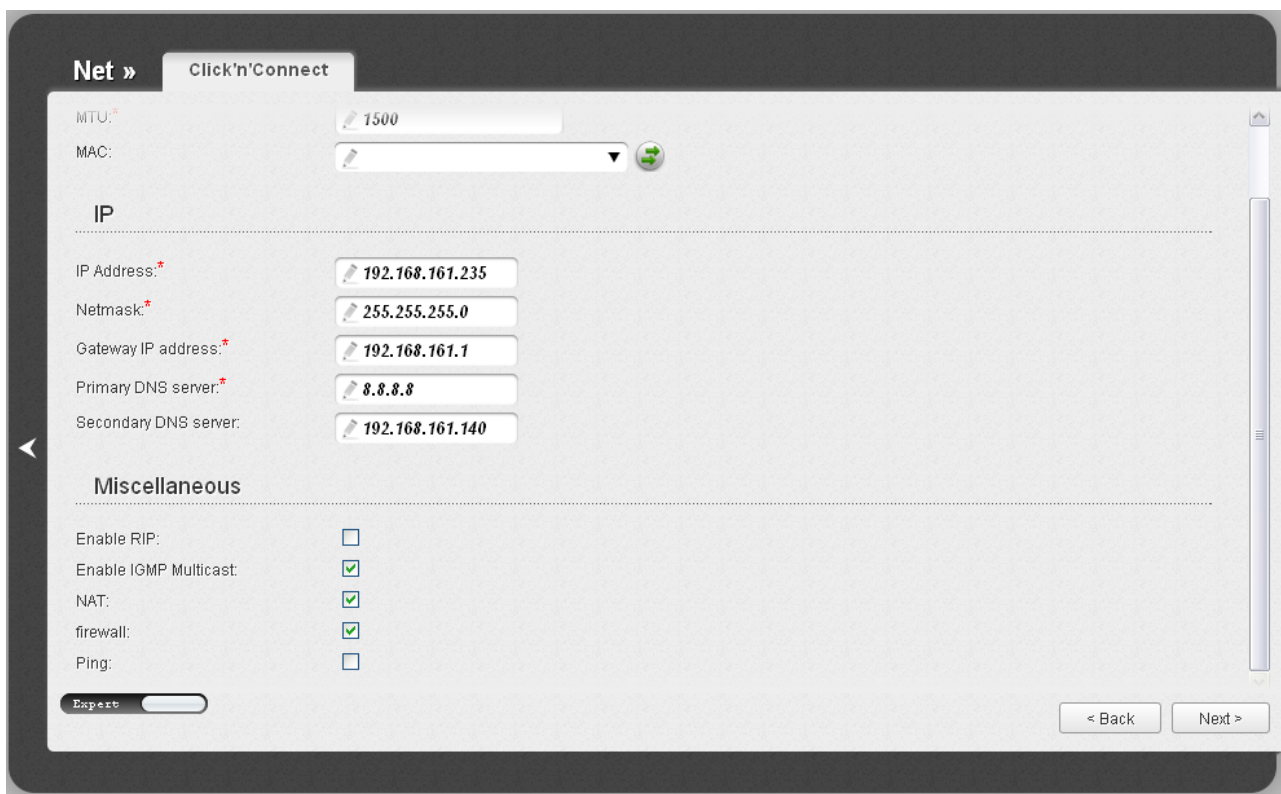 Net » Click'n'Connect
MTU:* 1500
MAC:
IP
IP Address:* 192.168.161.235
Netmask:* 255.255.255.0
Gateway IP address:* 192.168.161.1
Primary DNS server:* 8.8.8.8
Secondary DNS server: 192.168.161.140
Miscellaneous
Enable RIP:
Enable IGMP Multicast:
NAT:
firewall:
Ping:
Expert
< Back Next >